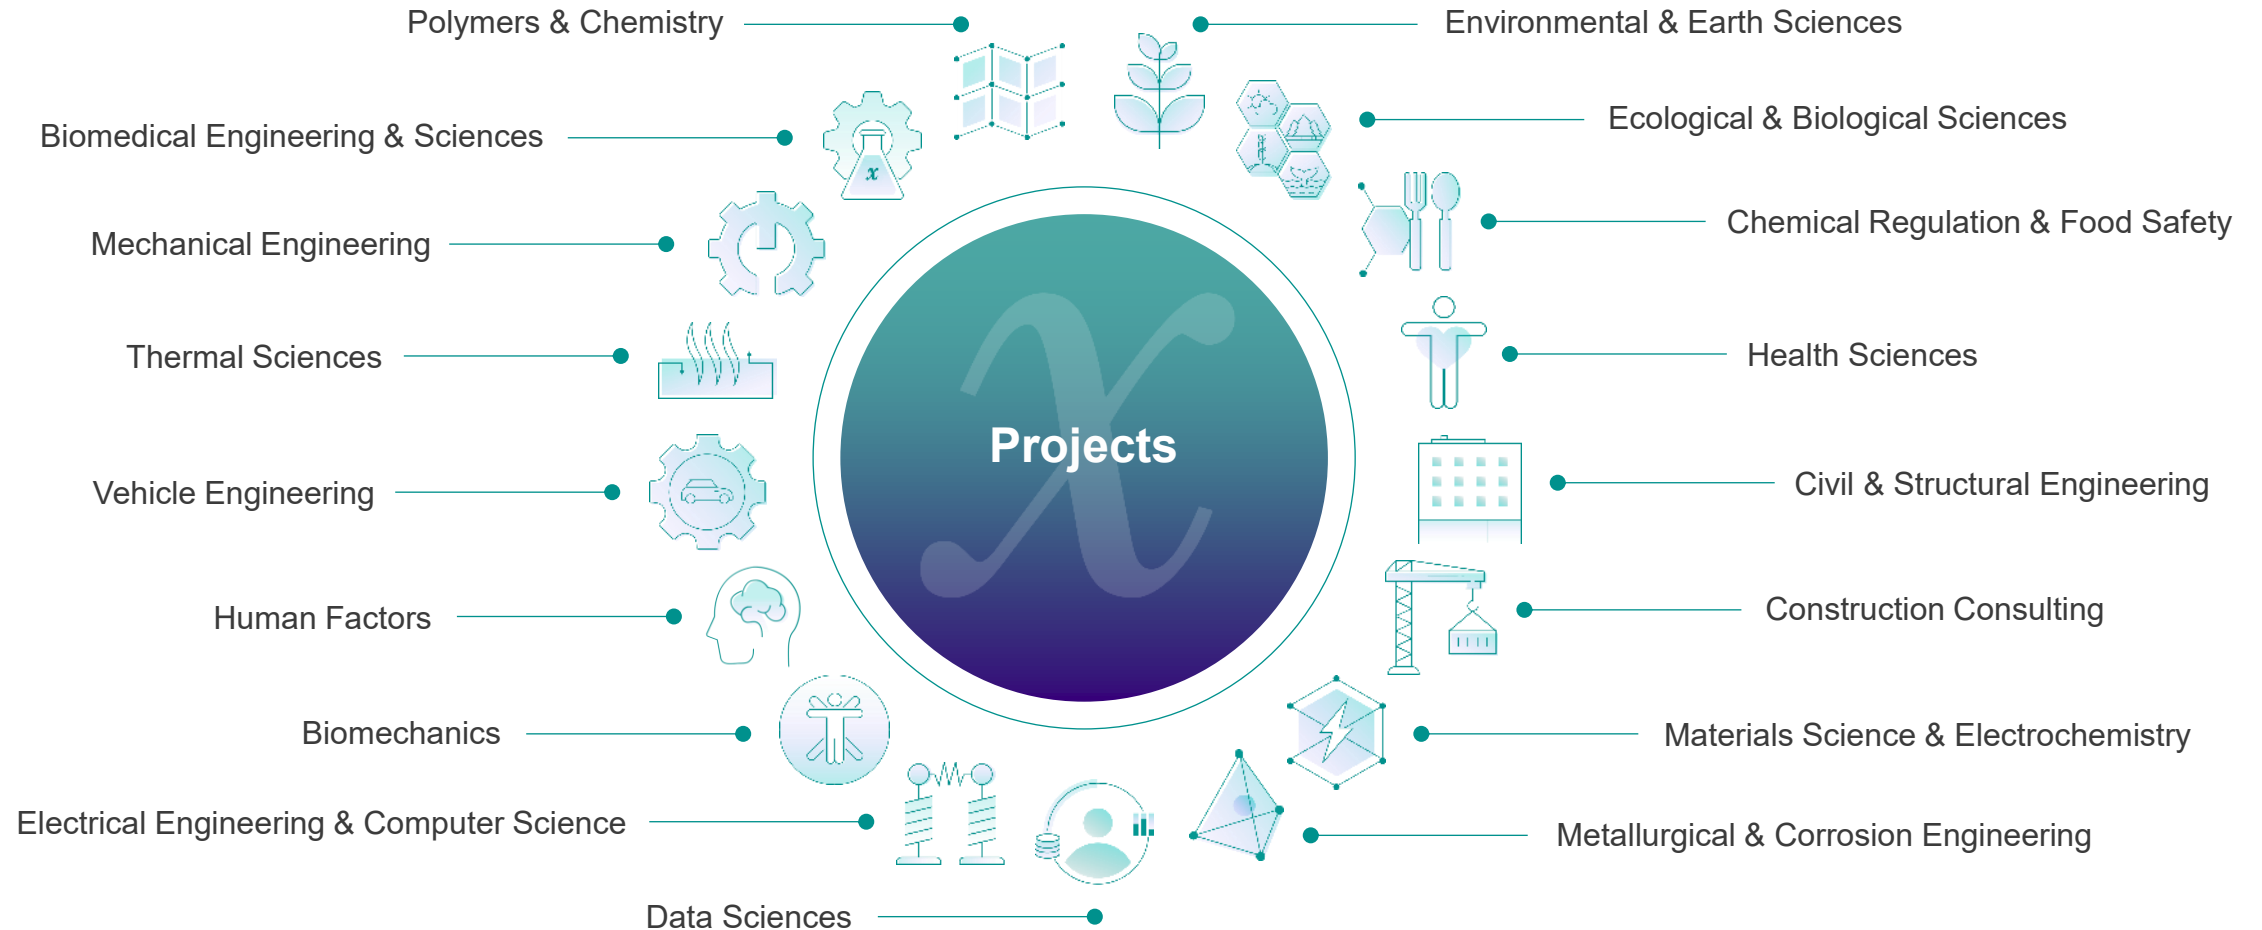 Polymers & Chemistry
Environmental & Earth Sciences
Biomedical Engineering & Sciences
Ecological & Biological Sciences
Mechanical Engineering
Chemical Regulation & Food Safety
Thermal Sciences
Health Sciences
x
x
Projects
Vehicle Engineering
Civil & Structural Engineering
Human Factors
Construction Consulting
Biomechanics
Materials Science & Electrochemistry
Electrical Engineering & Computer Science
Metallurgical & Corrosion Engineering
Data Sciences